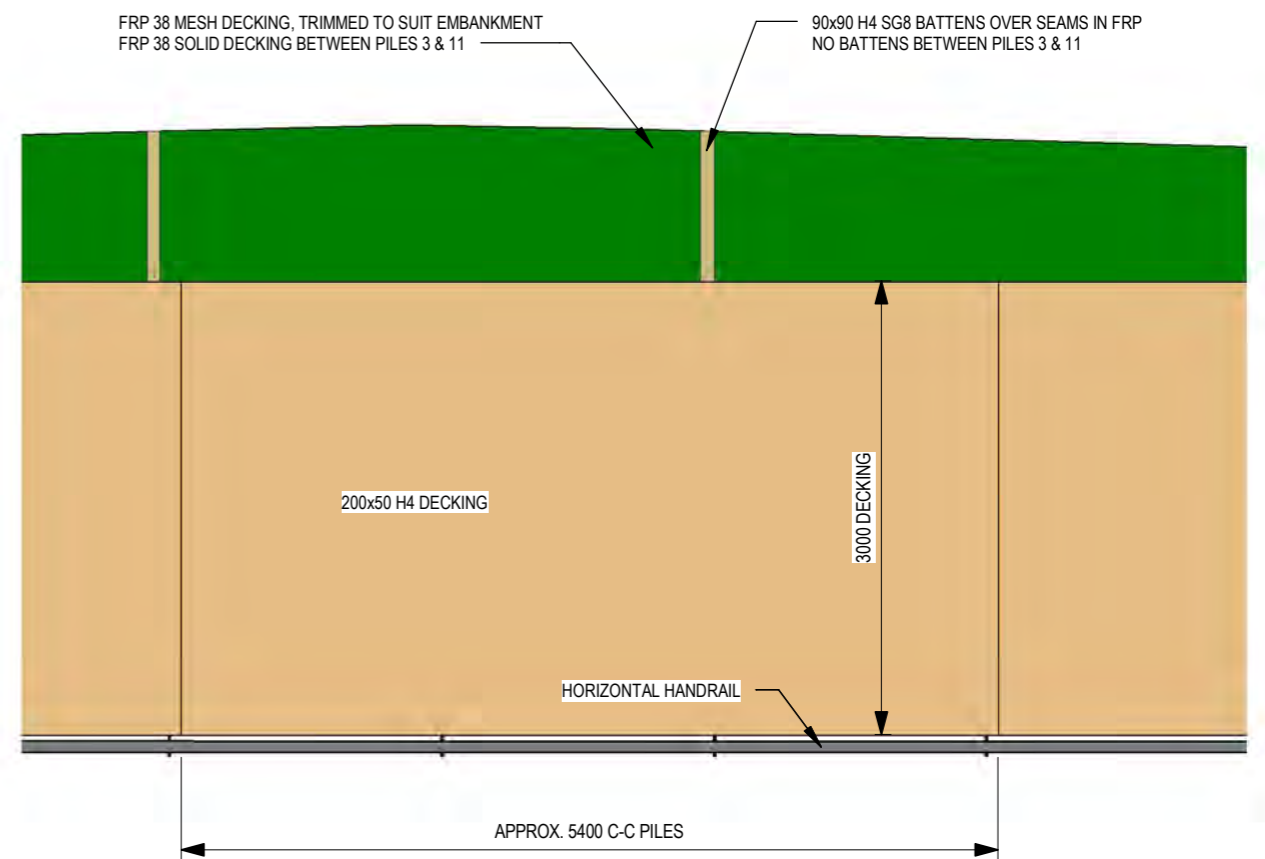 FRP 38 MESH DECKING, TRIMMED TO SUIT EMBANKMENT
FRP 38 SOLID DECKING BETWEEN PILES 3 & 11
90x90 H4 SG8 BATTENS OVER SEAMS IN FRP
NO BATTENS BETWEEN PILES 3 & 11
200x50 H4 DECKING
3000 DECKING
HORIZONTAL HANDRAIL
APPROX. 5400 C-C PILES